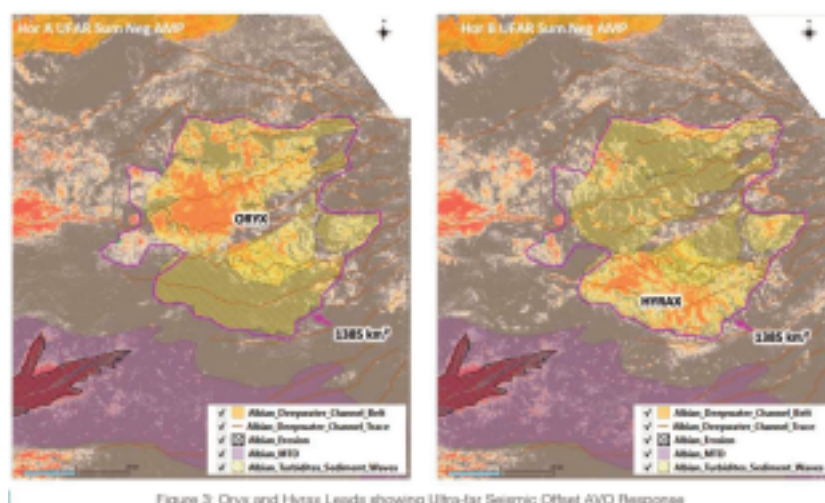 Hor A UFAR Sum Neg AMP
ORYX
1385 km²
Albian_Deepwater_Channel_Belt
Albian_Deepwater_Channel_Trace
Albian_Erosion
Albian_MTD
Albian_Turbidites_Sediment_Waves
Hor B UFAR Sum Neg AMP
HYRAX
1385 km²
Albian_Deepwater_Channel_Belt
Albian_Deepwater_Channel_Trace
Albian_Erosion
Albian_MTD
Albian_Turbidites_Sediment_Waves
Figure 3: Oryx and Hyrax Leads showing Ultra-far Seismic Offset AVO Response